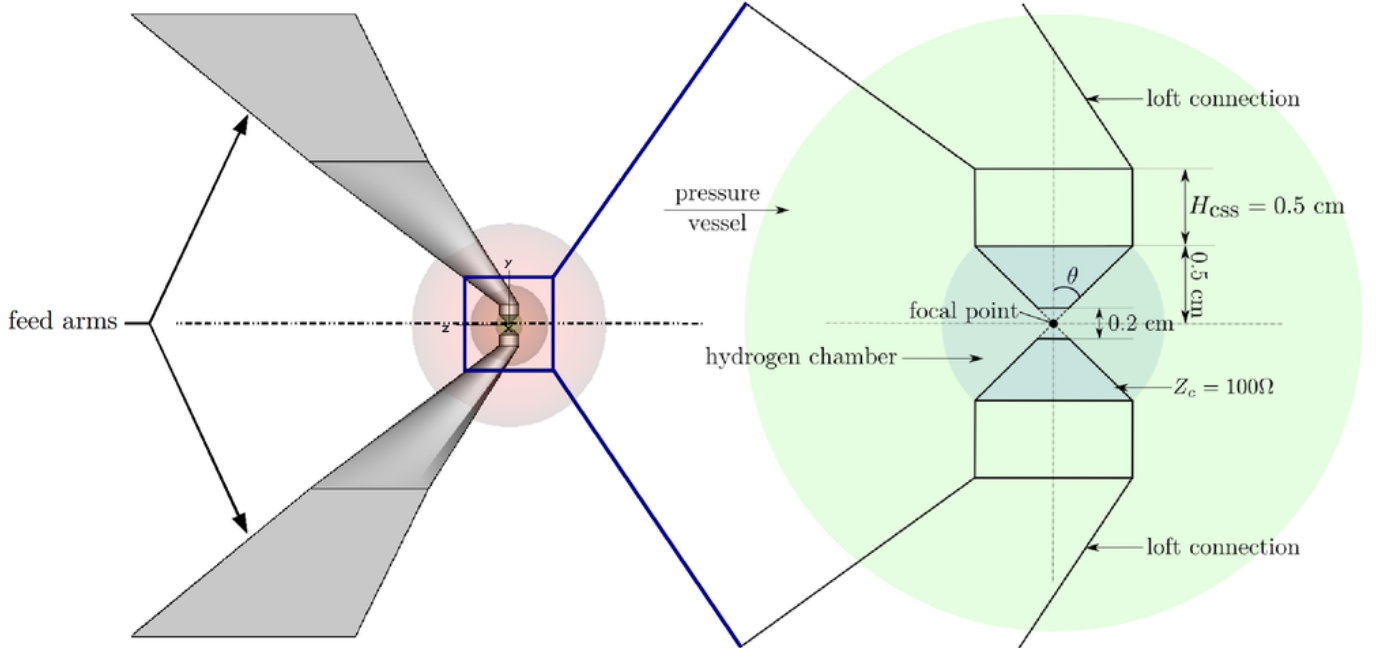 feed arms
y
z
x
pressure
vessel
loft connection
H_CSS = 0.5 cm
0.5 cm
θ
focal point
0.2 cm
hydrogen chamber
Z_c = 100Ω
loft connection